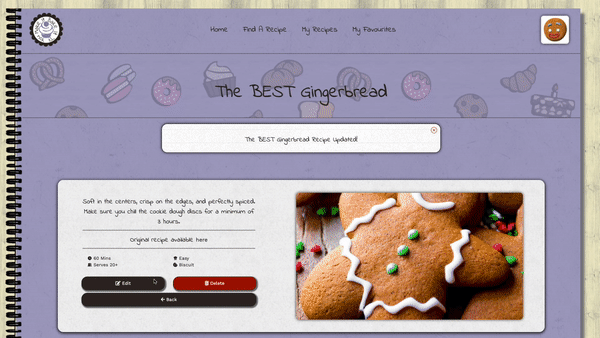 Home Find A Recipe My Recipes My Favourites
The BEST Gingerbread
The BEST Gingerbread Recipe Updated!
Soft in the centers, crisp on the edges, and perfectly spiced.
Make sure you chill the cookie dough discs for a minimum of
3 hours.
Original recipe available here
60 Mins Easy
Serves 20+ Biscuit
Edit Delete
Back